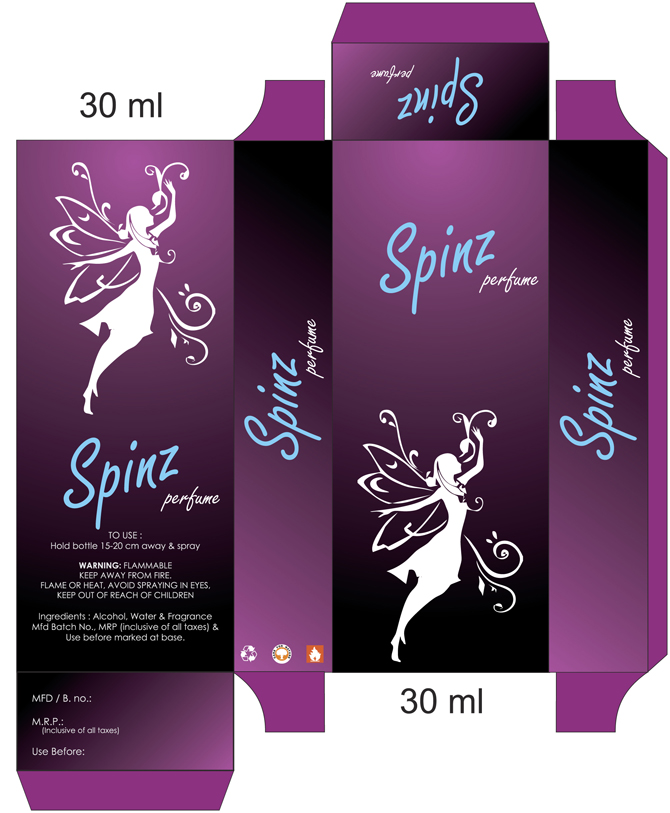 Spinz
perfume
30 ml
Spinz
perfume
TO USE :
Hold bottle 15-20 cm away & spray
WARNING: FLAMMABLE
KEEP AWAY FROM FIRE.
FLAME OR HEAT, AVOID SPRAYING IN EYES,
KEEP OUT OF REACH OF CHILDREN
Ingredients : Alcohol, Water & Fragrance
Mfd Batch No., MRP (inclusive of all taxes) &
Use before marked at base.
MFD / B. no.:
M.R.P.:
(Inclusive of all taxes)
Use Before:
Spinz
perfume
Spinz
perfume
30 ml
Spinz
perfume